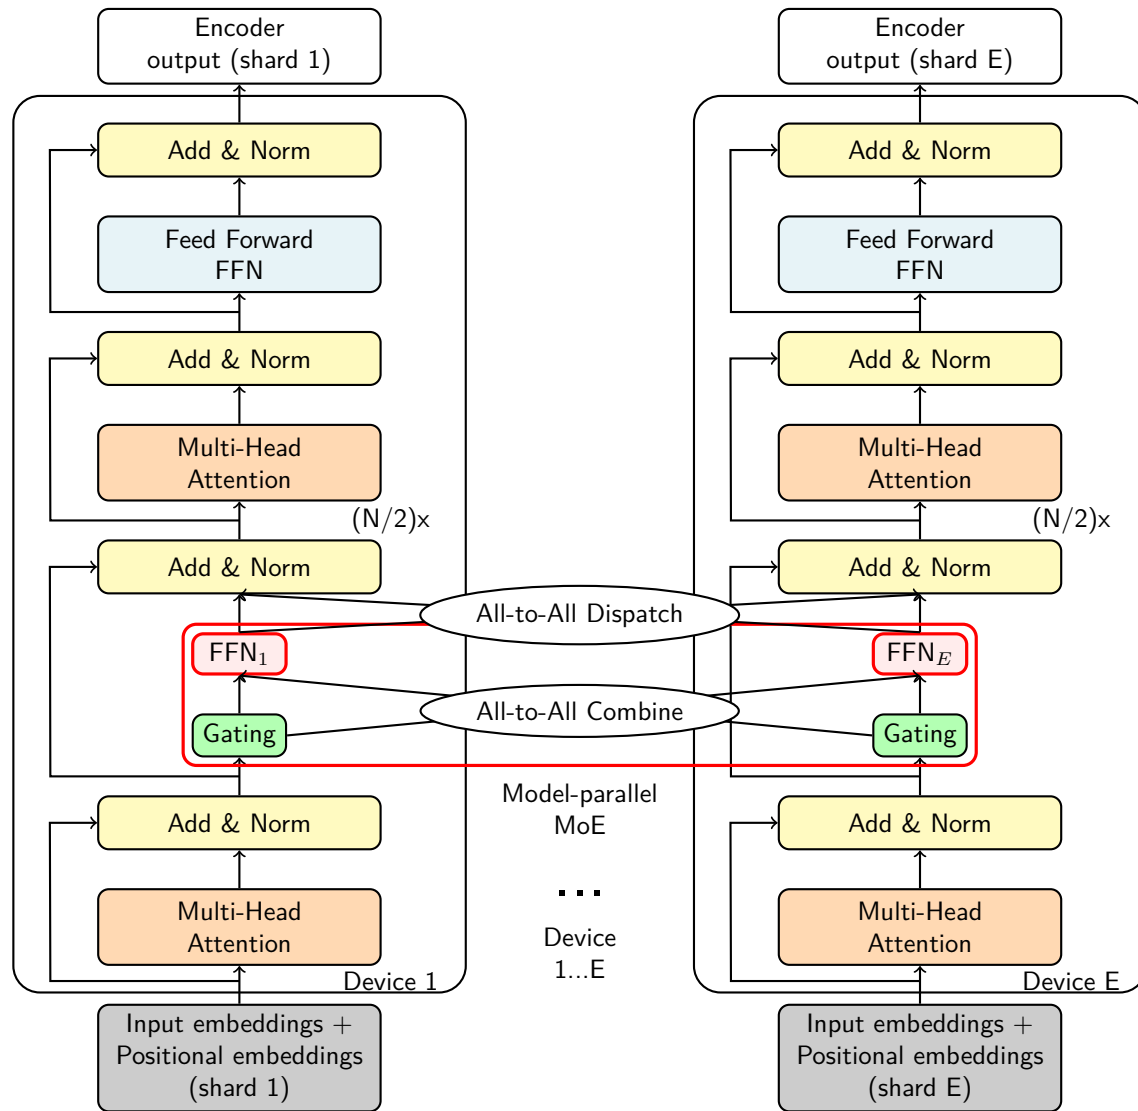 Encoder
output (shard 1)
Add & Norm
Feed Forward
FFN
Add & Norm
Multi-Head
Attention
(N/2)x
Add & Norm
FFN1
Gating
Add & Norm
Multi-Head
Attention
Device 1
Input embeddings +
Positional embeddings
(shard 1)
All-to-All Dispatch
All-to-All Combine
Model-parallel
MoE
...
Device
1...E
Encoder
output (shard E)
Add & Norm
Feed Forward
FFN
Add & Norm
Multi-Head
Attention
(N/2)x
Add & Norm
FFNE
Gating
Add & Norm
Multi-Head
Attention
Device E
Input embeddings +
Positional embeddings
(shard E)